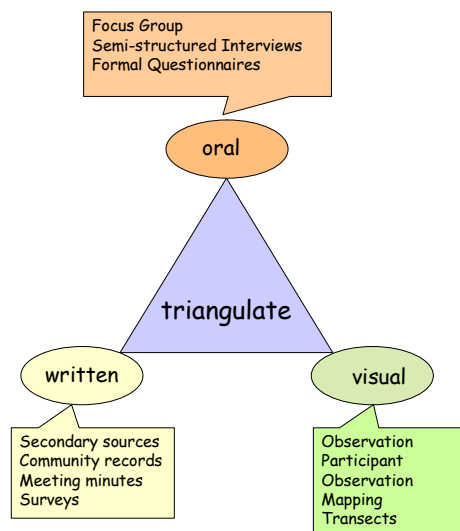 Focus Group
Semi-structured Interviews
Formal Questionnaires
oral
triangulate
written
visual
Secondary sources
Community records
Meeting minutes
Surveys
Observation
Participant
Observation
Mapping
Transects